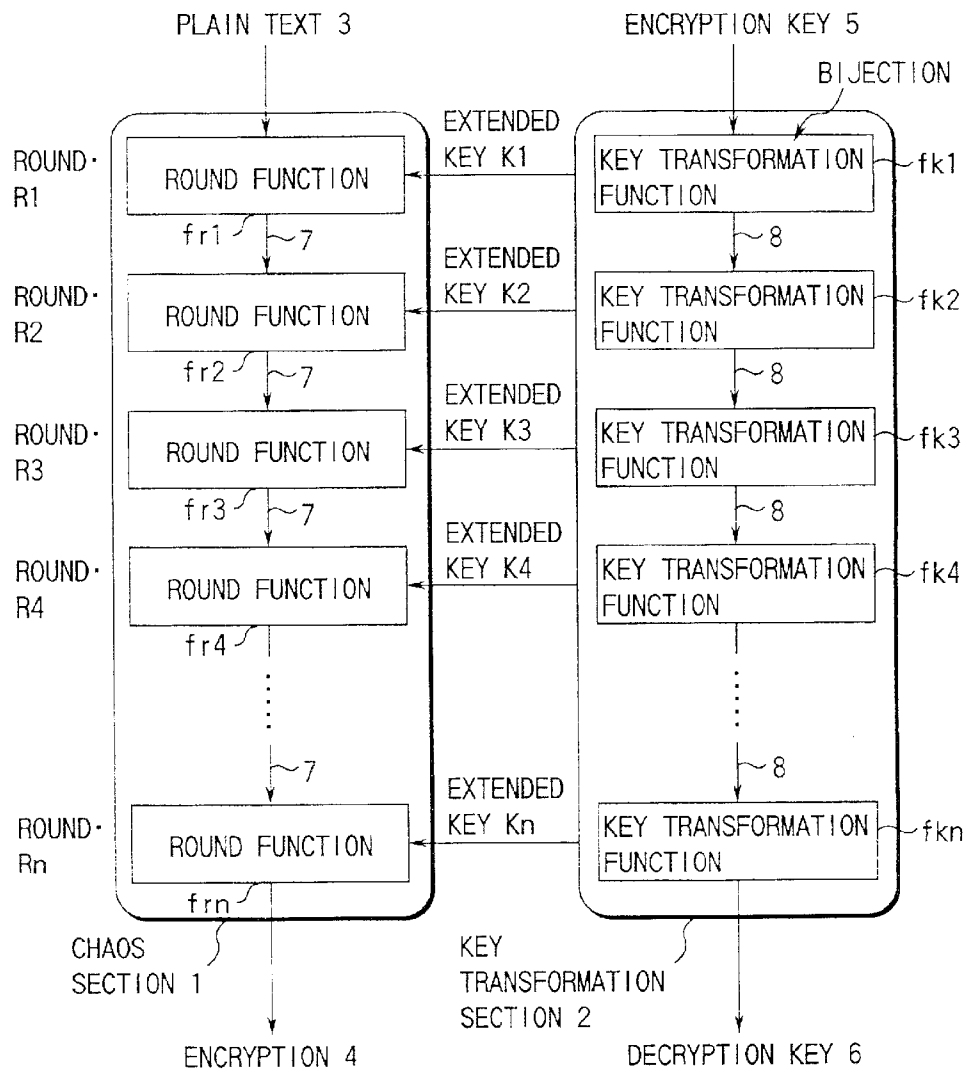 PLAIN TEXT 3
ENCRYPTION KEY 5
BIJECTION
ROUND·
R1
ROUND FUNCTION
fr1
7
EXTENDED
KEY K1
KEY TRANSFORMATION
FUNCTION
fk1
8
ROUND·
R2
ROUND FUNCTION
fr2
7
EXTENDED
KEY K2
KEY TRANSFORMATION
FUNCTION
fk2
8
ROUND·
R3
ROUND FUNCTION
fr3
7
EXTENDED
KEY K3
KEY TRANSFORMATION
FUNCTION
fk3
8
ROUND·
R4
ROUND FUNCTION
fr4
EXTENDED
KEY K4
KEY TRANSFORMATION
FUNCTION
fk4
7
8
ROUND·
Rn
ROUND FUNCTION
frn
EXTENDED
KEY Kn
KEY TRANSFORMATION
FUNCTION
fkn
CHAOS
SECTION 1
KEY
TRANSFORMATION
SECTION 2
ENCRYPTION 4
DECRYPTION KEY 6